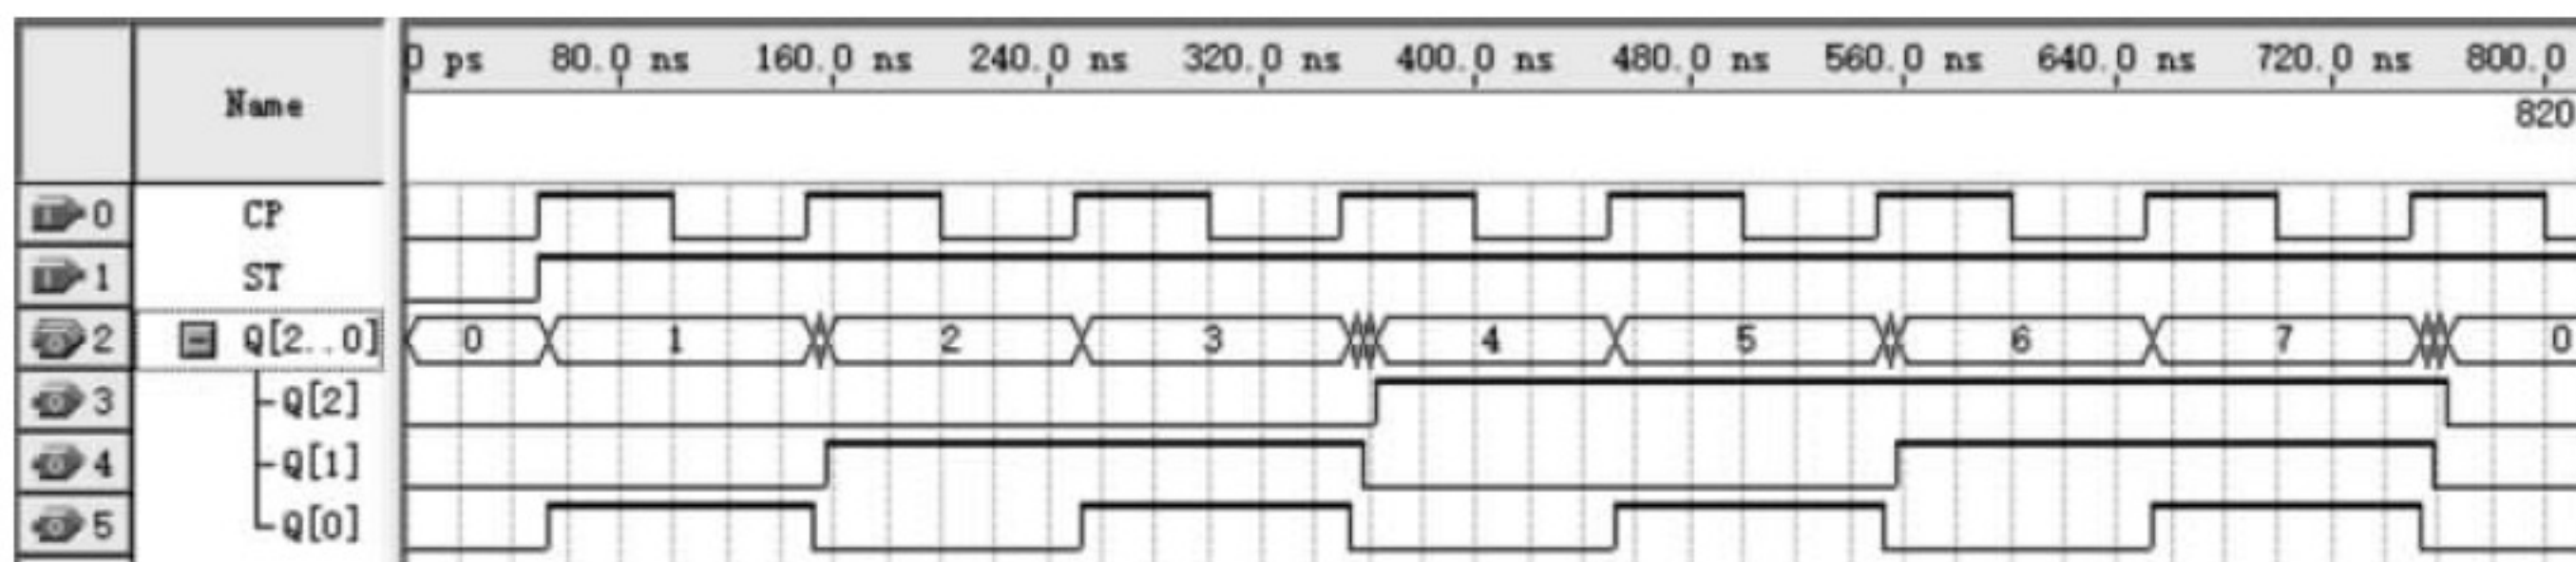 0 ps 80.0 ns 160.0 ns 240.0 ns 320.0 ns 400.0 ns 480.0 ns 560.0 ns 640.0 ns 720.0 ns 800.0
Name
820
0 CP
1 ST
2 Q[2..0] 0 1 2 3 4 5 6 7 0
3 Q[2]
4 Q[1]
5 Q[0]